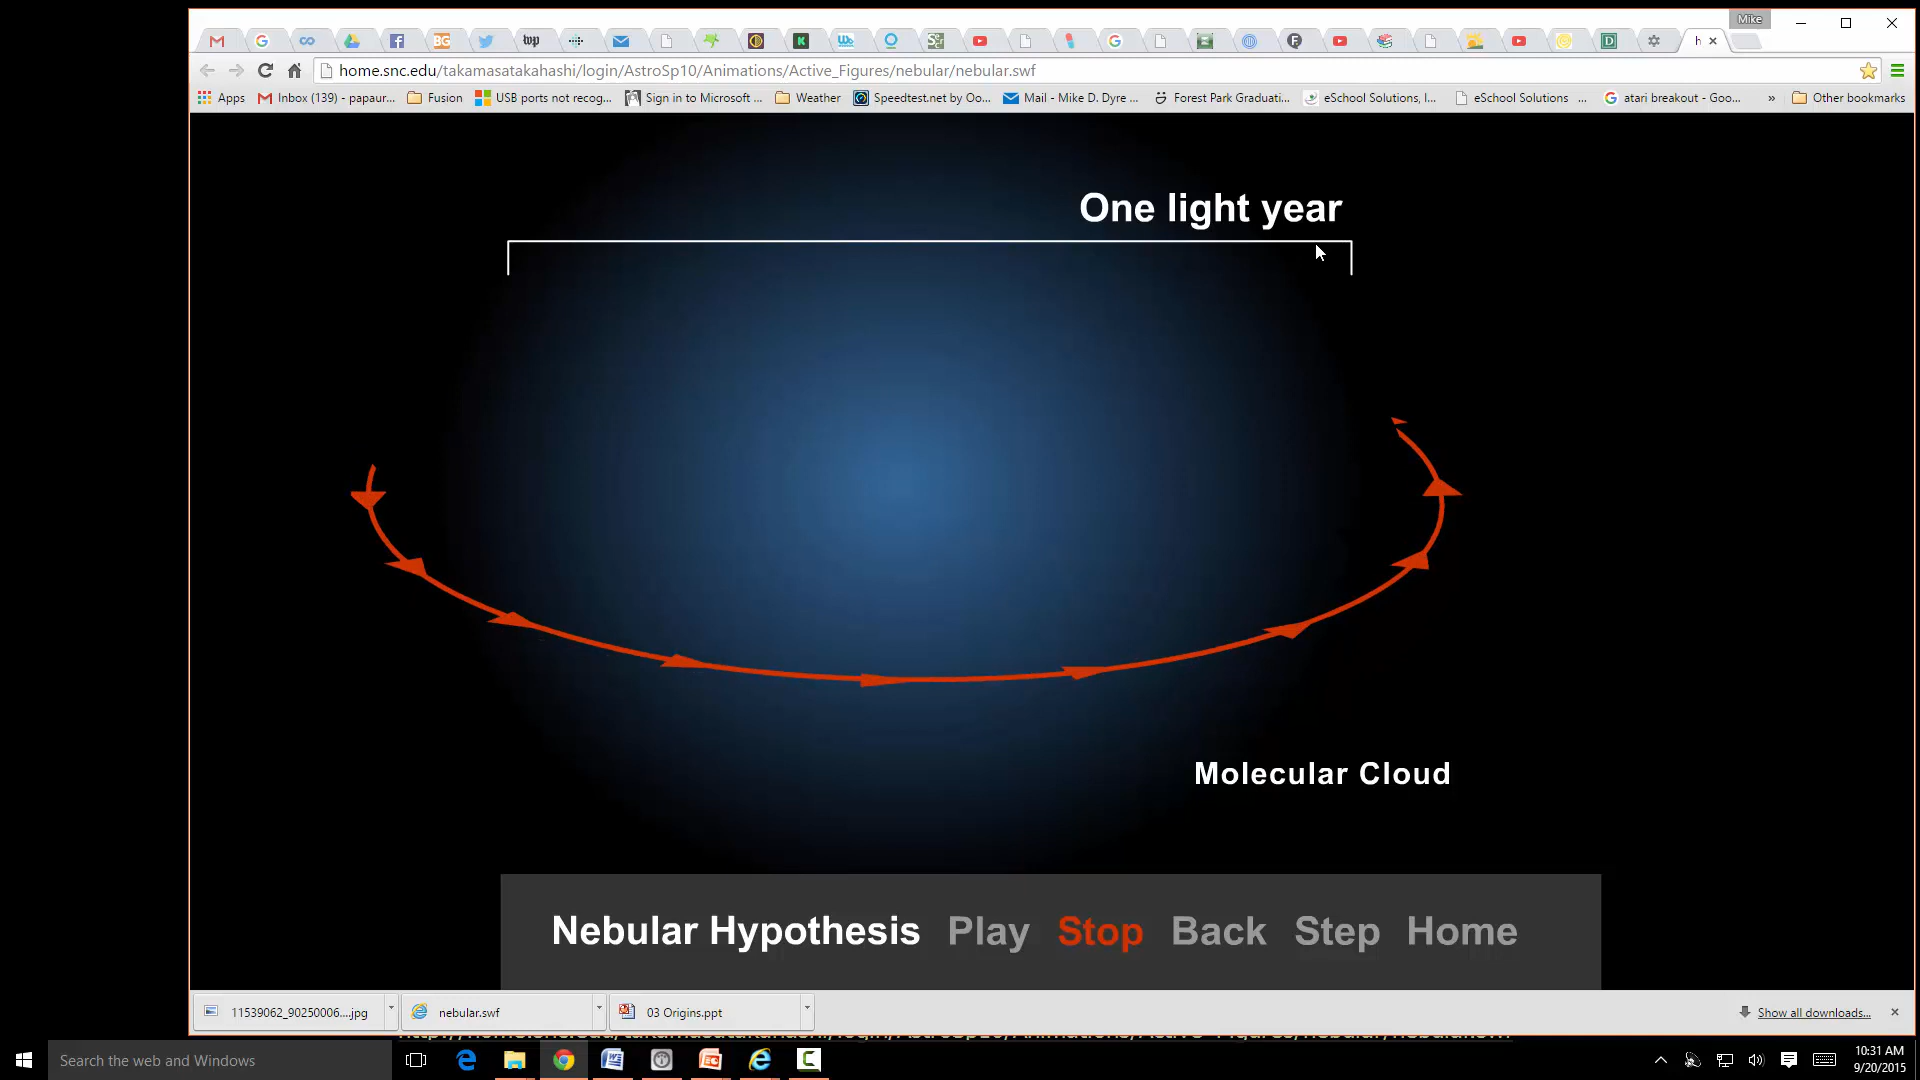 Mike
h
home.snc.edu/takamasatakahashi/login/AstroSp10/Animations/Active_Figures/nebular/nebular.swf
Apps Inbox (139) - papaur... Fusion USB ports not recog... Sign in to Microsoft ... Weather Speedtest.net by Oo... Mail - Mike D. Dyre ... Forest Park Graduati... eSchool Solutions, I... eSchool Solutions ... atari breakout - Goo... » Other bookmarks
One light year
Molecular Cloud
Nebular Hypothesis Play Stop Back Step Home
11539062_90250006....jpg nebular.swf 03 Origins.ppt Show all downloads...
Search the web and Windows
10:31 AM
9/20/2015